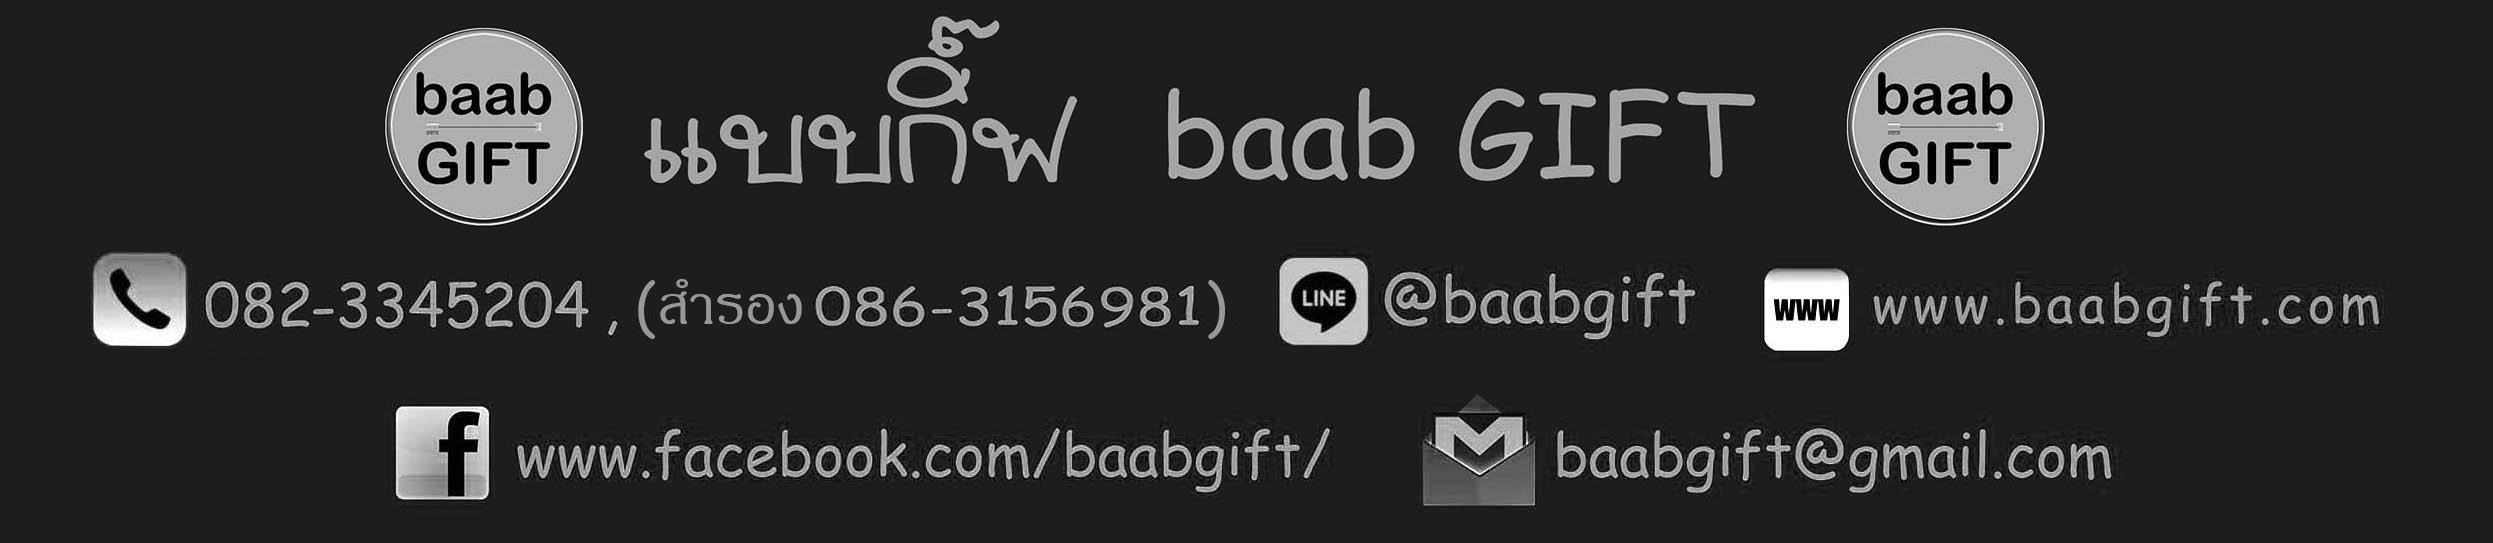 baab GIFT แบบกิ๊ฟ baab GIFT baab GIFT
082-3345204 , (สำรอง 086-3156981) LINE @baabgift www www.baabgift.com
f www.facebook.com/baabgift/ M baabgift@gmail.com